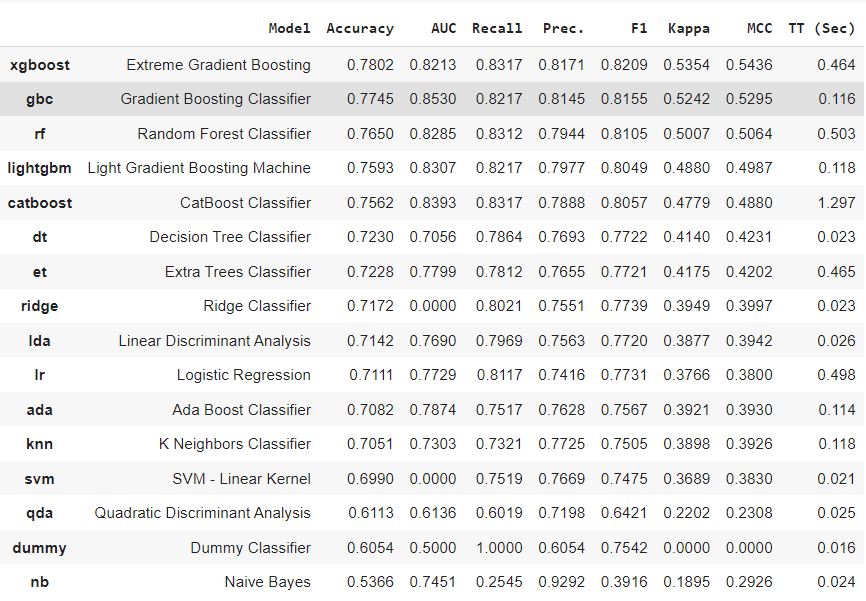 Model Accuracy AUC Recall Prec. F1 Kappa MCC TT (Sec)
xgboost Extreme Gradient Boosting 0.7802 0.8213 0.8317 0.8171 0.8209 0.5354 0.5436 0.464
gbc Gradient Boosting Classifier 0.7745 0.8530 0.8217 0.8145 0.8155 0.5242 0.5295 0.116
rf Random Forest Classifier 0.7650 0.8285 0.8312 0.7944 0.8105 0.5007 0.5064 0.503
lightgbm Light Gradient Boosting Machine 0.7593 0.8307 0.8217 0.7977 0.8049 0.4880 0.4987 0.118
catboost CatBoost Classifier 0.7562 0.8393 0.8317 0.7888 0.8057 0.4779 0.4880 1.297
dt Decision Tree Classifier 0.7230 0.7056 0.7864 0.7693 0.7722 0.4140 0.4231 0.023
et Extra Trees Classifier 0.7228 0.7799 0.7812 0.7655 0.7721 0.4175 0.4202 0.465
ridge Ridge Classifier 0.7172 0.0000 0.8021 0.7551 0.7739 0.3949 0.3997 0.023
lda Linear Discriminant Analysis 0.7142 0.7690 0.7969 0.7563 0.7720 0.3877 0.3942 0.026
lr Logistic Regression 0.7111 0.7729 0.8117 0.7416 0.7731 0.3766 0.3800 0.498
ada Ada Boost Classifier 0.7082 0.7874 0.7517 0.7628 0.7567 0.3921 0.3930 0.114
knn K Neighbors Classifier 0.7051 0.7303 0.7321 0.7725 0.7505 0.3898 0.3926 0.118
svm SVM - Linear Kernel 0.6990 0.0000 0.7519 0.7669 0.7475 0.3689 0.3830 0.021
qda Quadratic Discriminant Analysis 0.6113 0.6136 0.6019 0.7198 0.6421 0.2202 0.2308 0.025
dummy Dummy Classifier 0.6054 0.5000 1.0000 0.6054 0.7542 0.0000 0.0000 0.016
nb Naive Bayes 0.5366 0.7451 0.2545 0.9292 0.3916 0.1895 0.2926 0.024